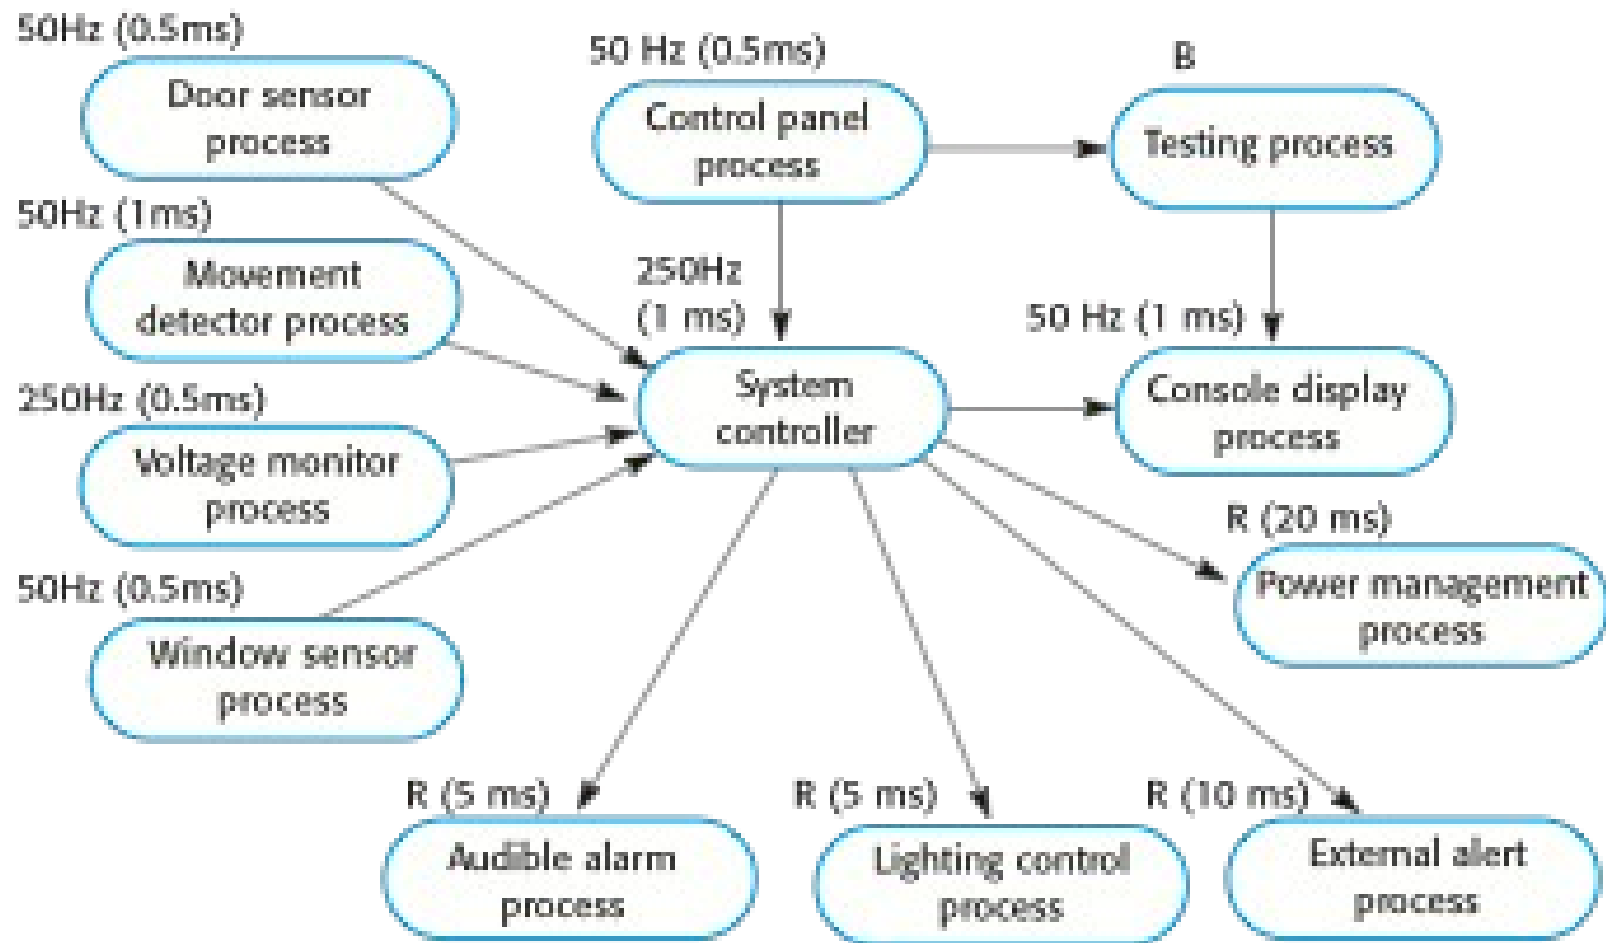 50Hz (0.5ms)
Door sensor
process
50 Hz (0.5ms)
Control panel
process
B
Testing process
50Hz (1ms)
Movement
detector process
250Hz
(1 ms)
System
controller
50 Hz (1 ms)
Console display
process
250Hz (0.5ms)
Voltage monitor
process
50Hz (0.5ms)
Window sensor
process
R (20 ms)
Power management
process
R (5 ms)
Audible alarm
process
R (5 ms)
Lighting control
process
R (10 ms)
External alert
process